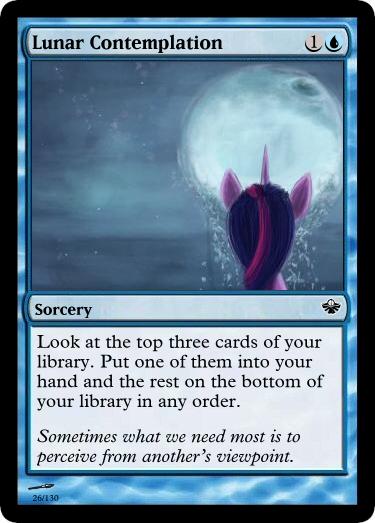 Lunar Contemplation 1
Sorcery
Look at the top three cards of your
library. Put one of them into your
hand and the rest on the bottom of
your library in any order.
Sometimes what we need most is to
perceive from another's viewpoint.
26/130